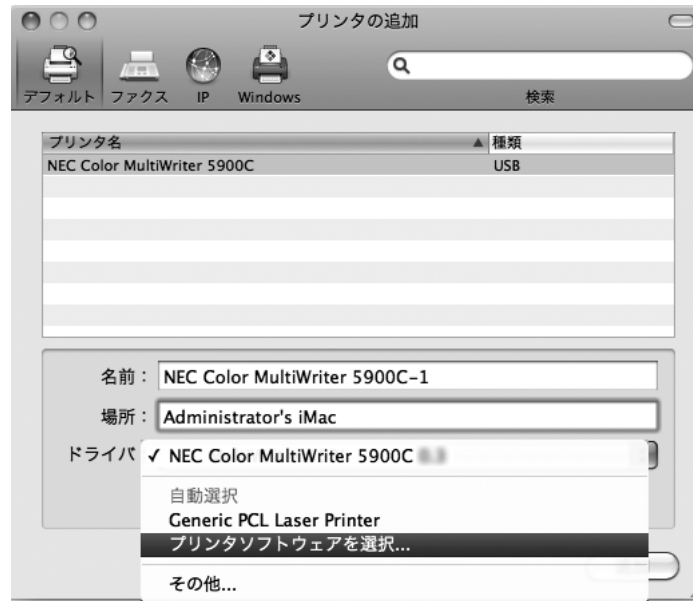 プリンタの追加
デフォルト ファクス IP Windows 検索
プリンタ名 種類
NEC Color MultiWriter 5900C USB
名前： NEC Color MultiWriter 5900C-1
場所： Administrator's iMac
ドライバ ✓ NEC Color MultiWriter 5900C
自動選択
Generic PCL Laser Printer
プリンタソフトウェアを選択...
その他...